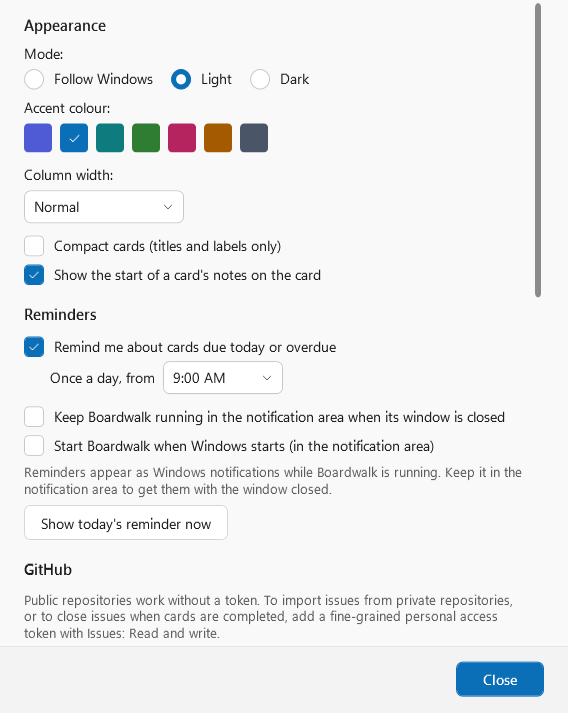 Appearance
Mode:
Follow Windows
Light
Dark
Accent colour:
Column width:
Normal
Compact cards (titles and labels only)
Show the start of a card's notes on the card
Reminders
Remind me about cards due today or overdue
Once a day, from
9:00 AM
Keep Boardwalk running in the notification area when its window is closed
Start Boardwalk when Windows starts (in the notification area)
Reminders appear as Windows notifications while Boardwalk is running. Keep it in the
notification area to get them with the window closed.
Show today's reminder now
GitHub
Public repositories work without a token. To import issues from private repositories,
or to close issues when cards are completed, add a fine-grained personal access
token with Issues: Read and write.
Close